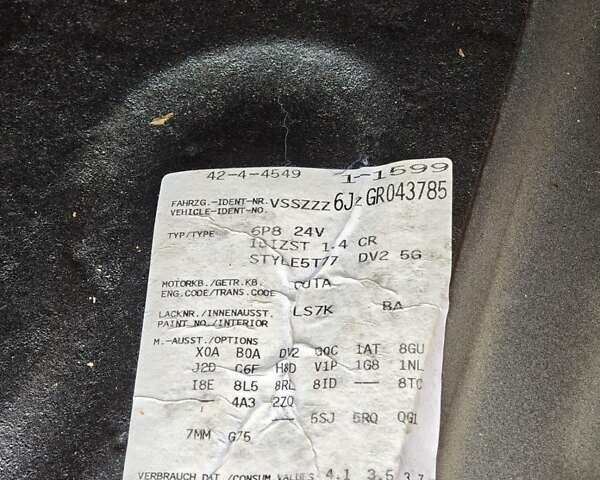 42-4-4549 1-1599
FAHRZG.-IDENT-NR. VSSZZZ6JZGR043785
VEHICLE-IDENT-NO.
TYP/TYPE 6P8 24V
IBIZST 1.4 CR
STYLE5T77 DV2 5G
MOTORKB./GETR.KB. CUTA
ENG.CODE/TRANS.CODE
LACKNR./INNENAUSST. LS7K BA
PAINT NO./INTERIOR
M.-AUSST./OPTIONS
X0A B0A DV2 G0C 1AT 8GU
J2D C6F H8D V1P 1G8 1NL
I8E 8L5 8RL 8ID --- 8TC
— 4A3 2ZQ
--- 5SJ 5RQ QG1
7MM G75
VERBRAUCH DAT./CONSUM.VALUES 4.1 3.5 3.7